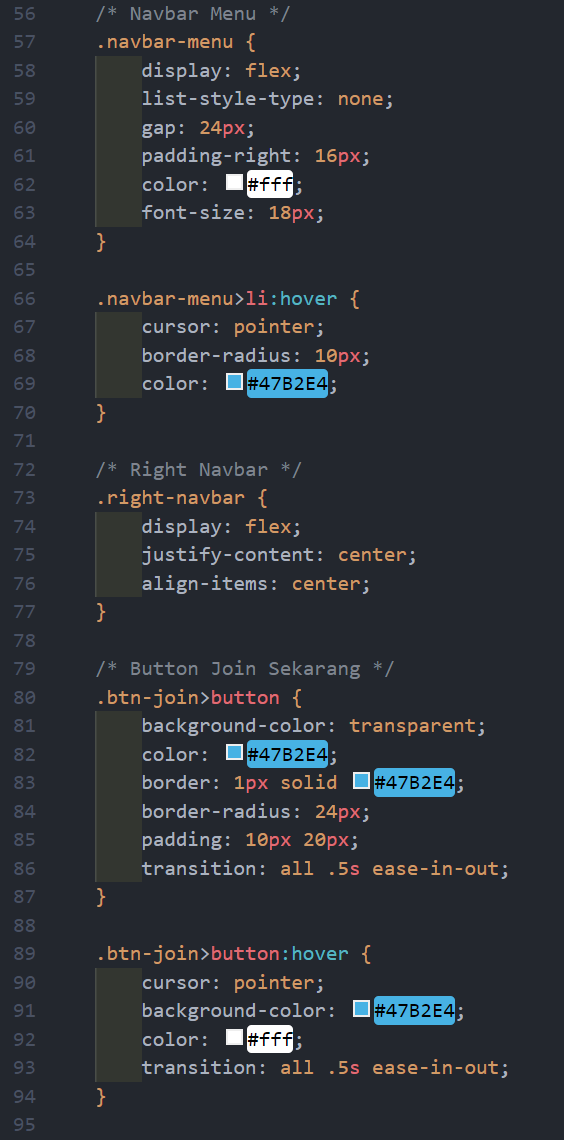 56 /* Navbar Menu */
57 .navbar-menu {
58 display: flex;
59 list-style-type: none;
60 gap: 24px;
61 padding-right: 16px;
62 color: #fff;
63 font-size: 18px;
64 }
65
66 .navbar-menu>li:hover {
67 cursor: pointer;
68 border-radius: 10px;
69 color: #47B2E4;
70 }
71
72 /* Right Navbar */
73 .right-navbar {
74 display: flex;
75 justify-content: center;
76 align-items: center;
77 }
78
79 /* Button Join Sekarang */
80 .btn-join>button {
81 background-color: transparent;
82 color: #47B2E4;
83 border: 1px solid #47B2E4;
84 border-radius: 24px;
85 padding: 10px 20px;
86 transition: all .5s ease-in-out;
87 }
88
89 .btn-join>button:hover {
90 cursor: pointer;
91 background-color: #47B2E4;
92 color: #fff;
93 transition: all .5s ease-in-out;
94 }
95